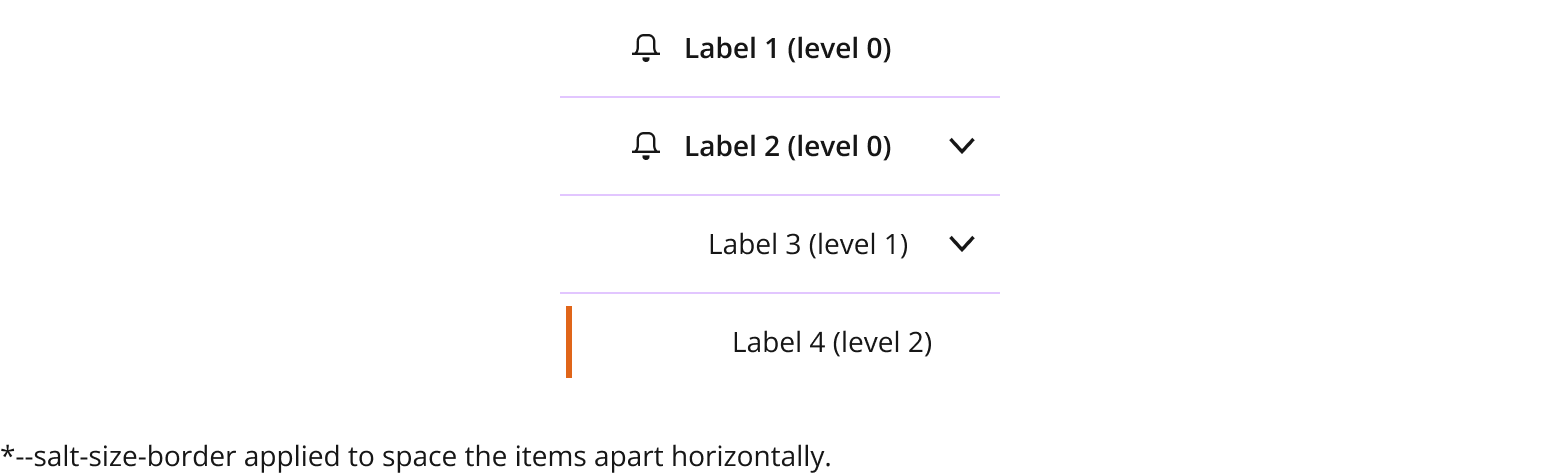 Label 1 (level 0)
Label 2 (level 0)
Label 3 (level 1)
Label 4 (level 2)
*--salt-size-border applied to space the items apart horizontally.